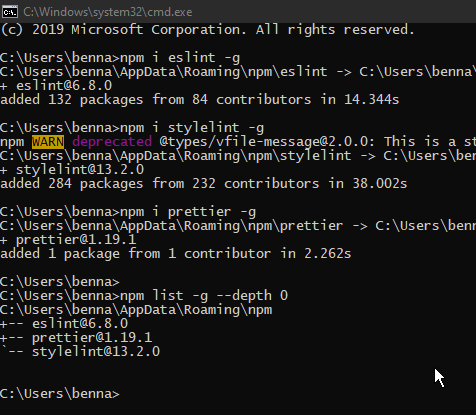 C:\Windows\system32\cmd.exe
(c) 2019 Microsoft Corporation. All rights reserved.
C:\Users\benna>npm i eslint -g
C:\Users\benna\AppData\Roaming\npm\eslint -> C:\Users\benna\
+ eslint@6.8.0
added 132 packages from 84 contributors in 14.344s
C:\Users\benna>npm i stylelint -g
npm WARN deprecated @types/vfile-message@2.0.0: This is a st
C:\Users\benna\AppData\Roaming\npm\stylelint -> C:\Users\ben
+ stylelint@13.2.0
added 284 packages from 232 contributors in 38.002s
C:\Users\benna>npm i prettier -g
C:\Users\benna\AppData\Roaming\npm\prettier -> C:\Users\benn
+ prettier@1.19.1
added 1 package from 1 contributor in 2.262s
C:\Users\benna>
C:\Users\benna>npm list -g --depth 0
C:\Users\benna\AppData\Roaming\npm
+-- eslint@6.8.0
+-- prettier@1.19.1
`-- stylelint@13.2.0
C:\Users\benna>